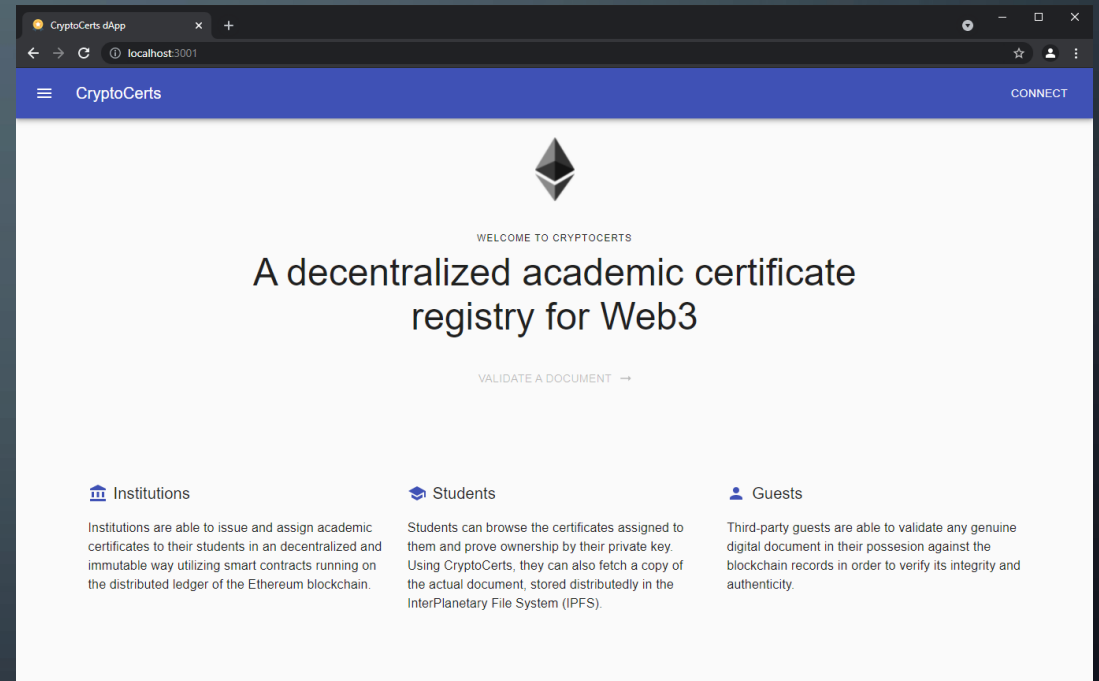 CryptoCerts dApp
localhost:3001
CryptoCerts
CONNECT
WELCOME TO CRYPTOCERTS
A decentralized academic certificate
registry for Web3
VALIDATE A DOCUMENT →
Institutions
Institutions are able to issue and assign academic
certificates to their students in an decentralized and
immutable way utilizing smart contracts running on
the distributed ledger of the Ethereum blockchain.
Students
Students can browse the certificates assigned to
them and prove ownership by their private key.
Using CryptoCerts, they can also fetch a copy of
the actual document, stored distributedly in the
InterPlanetary File System (IPFS).
Guests
Third-party guests are able to validate any genuine
digital document in their possesion against the
blockchain records in order to verify its integrity and
authenticity.